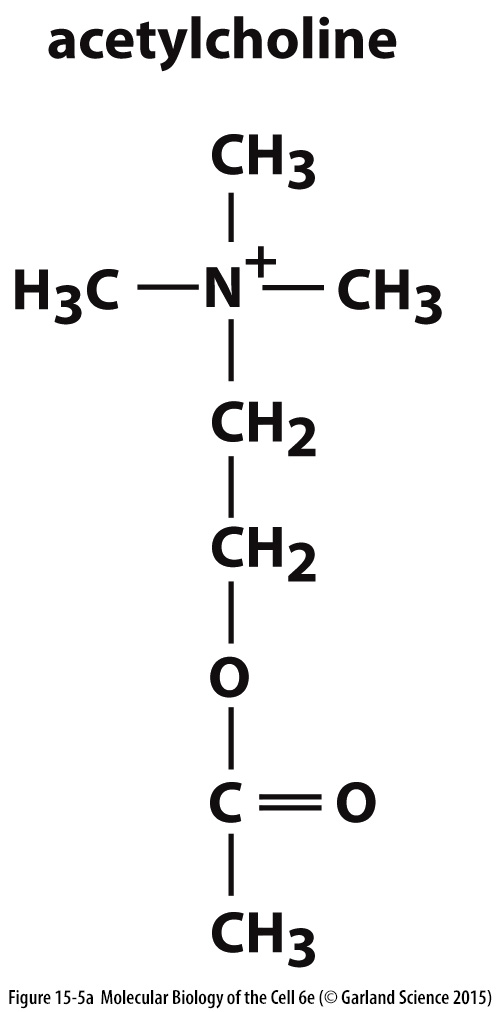 acetylcholine
CH3
H3C — N+ — CH3
CH2
CH2
O
C = O
CH3
Figure 15-5a Molecular Biology of the Cell 6e (© Garland Science 2015)